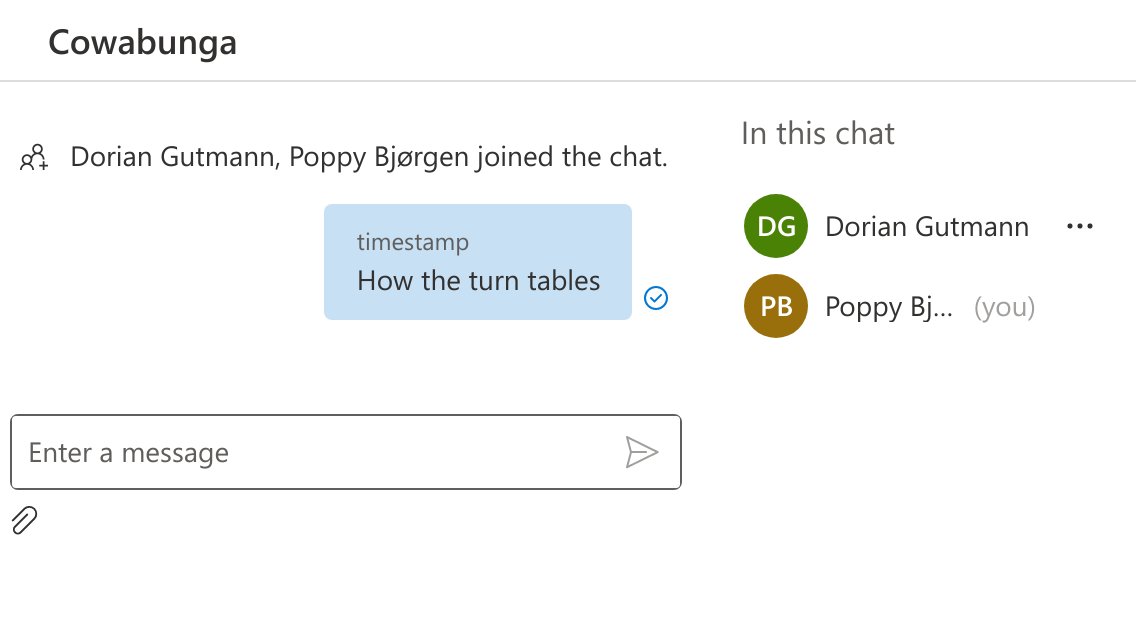 Cowabunga
Dorian Gutmann, Poppy Bjørgen joined the chat.
timestamp
How the turn tables
Enter a message
In this chat
DG Dorian Gutmann
PB Poppy Bj... (you)